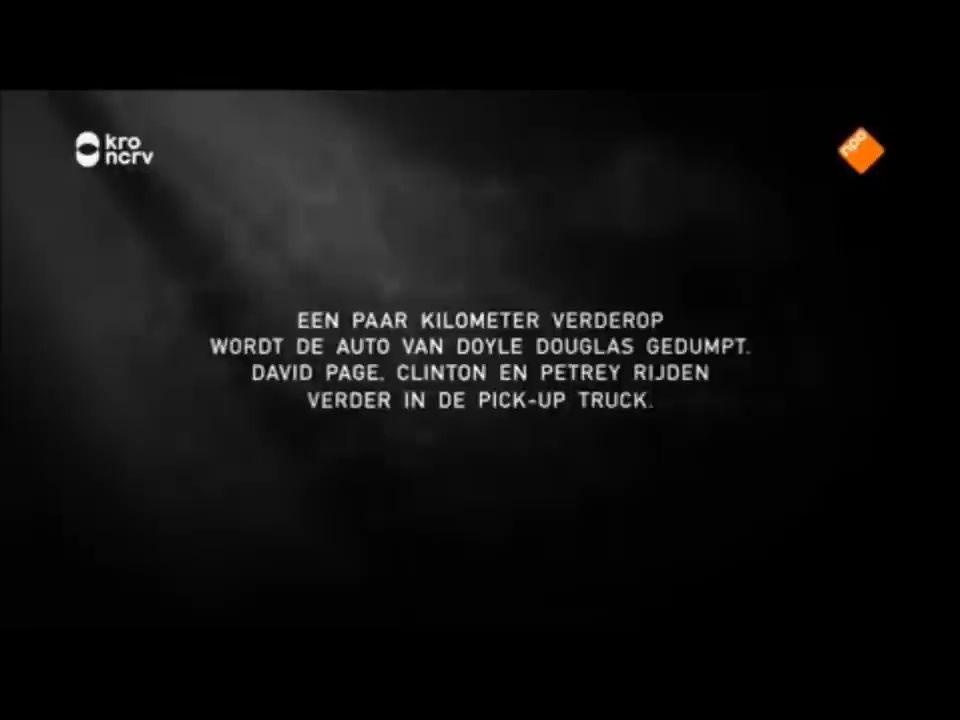 kro
ncrv
npo
EEN PAAR KILOMETER VERDEROP
WORDT DE AUTO VAN DOYLE DOUGLAS GEDUMPT.
DAVID PAGE, CLINTON EN PETREY RIJDEN
VERDER IN DE PICK-UP TRUCK.